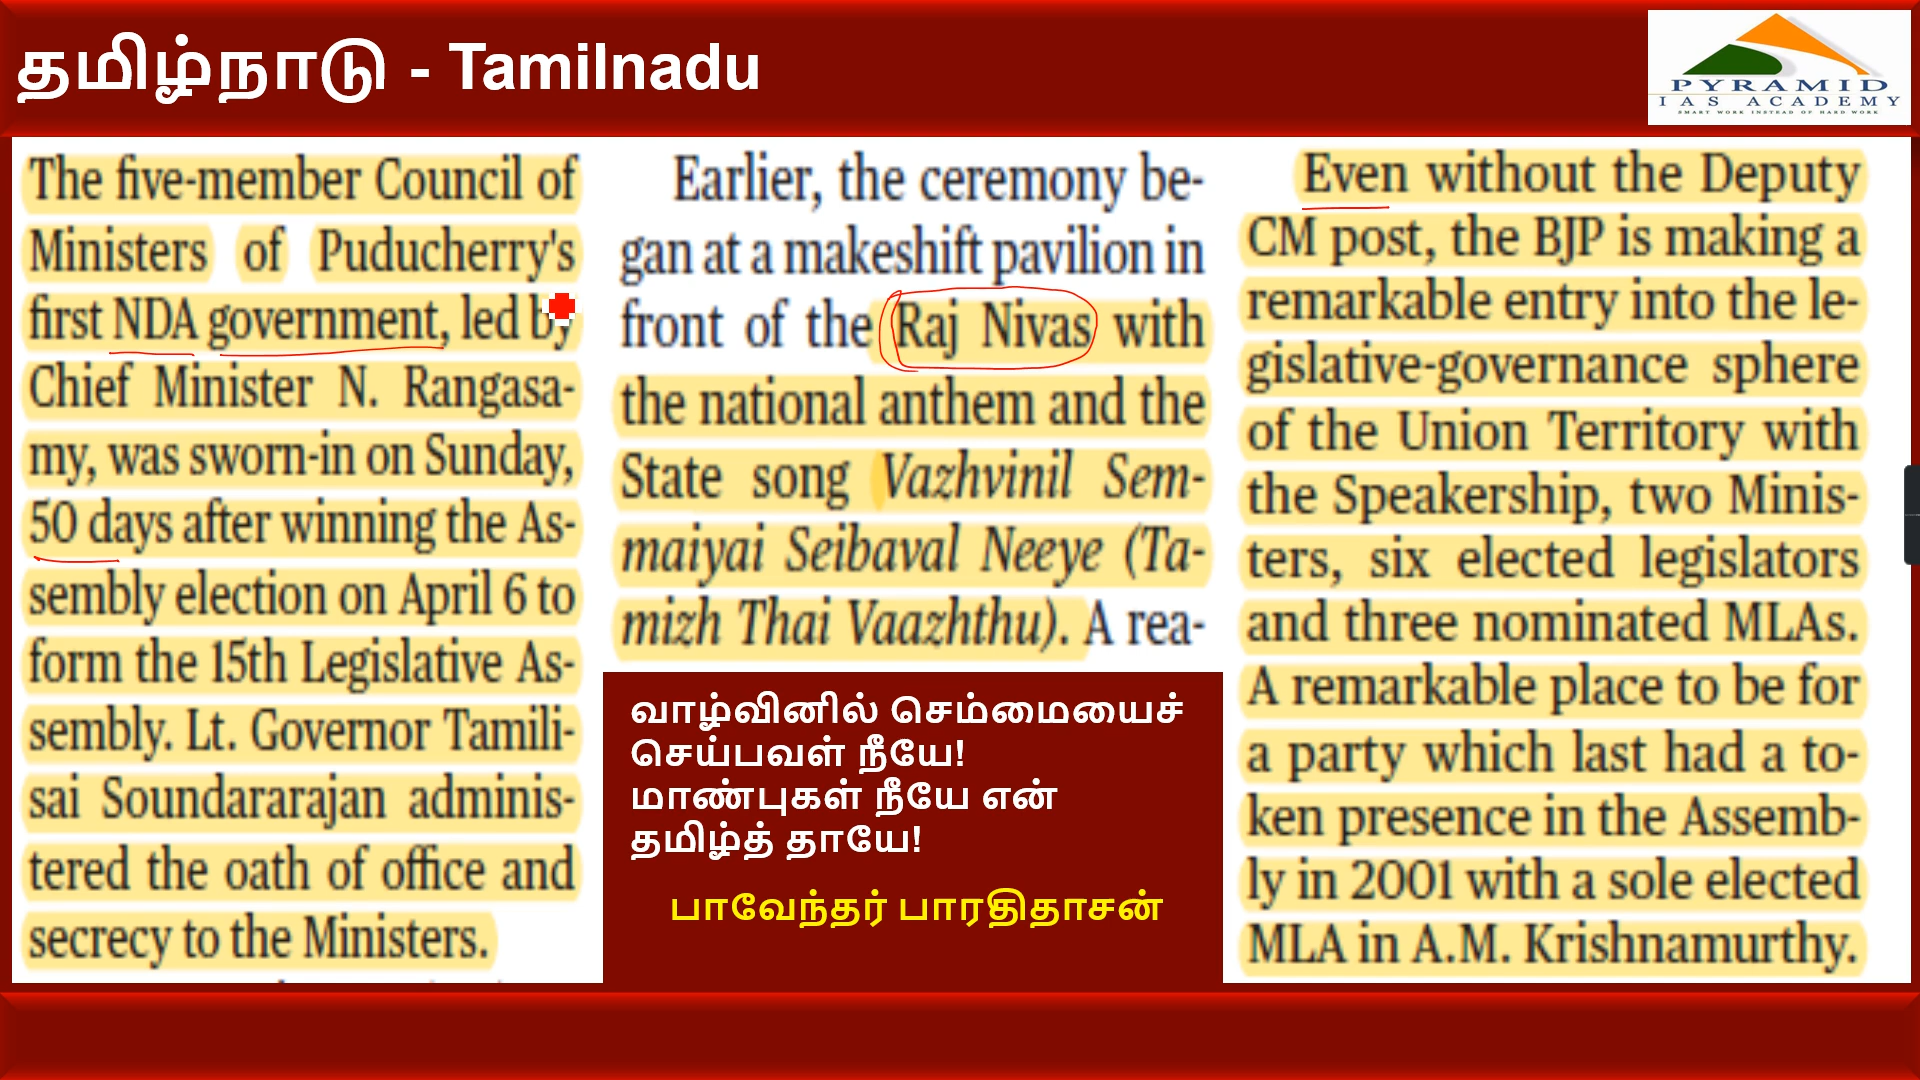 தமிழ்நாடு - Tamilnadu
PYRAMID
IAS ACADEMY
SMART WORK INSTEAD OF HARD WORK
The five-member Council of
Ministers of Puducherry's
first NDA government, led by
Chief Minister N. Rangasa-
my, was sworn-in on Sunday,
50 days after winning the As-
sembly election on April 6 to
form the 15th Legislative As-
sembly. Lt. Governor Tamili-
sai Soundararajan adminis-
tered the oath of office and
secrecy to the Ministers.
Earlier, the ceremony be-
gan at a makeshift pavilion in
front of the Raj Nivas with
the national anthem and the
State song Vazhvinil Sem-
maiyai Seibaval Neeye (Ta-
mizh Thai Vaazhthu). A rea-
வாழ்வினில் செம்மையைச்
செய்பவள் நீயே!
மாண்புகள் நீயே என்
தமிழ்த் தாயே!
பாவேந்தர் பாரதிதாசன்
Even without the Deputy
CM post, the BJP is making a
remarkable entry into the le-
gislative-governance sphere
of the Union Territory with
the Speakership, two Minis-
ters, six elected legislators
and three nominated MLAs.
A remarkable place to be for
a party which last had a to-
ken presence in the Assemb-
ly in 2001 with a sole elected
MLA in A.M. Krishnamurthy.